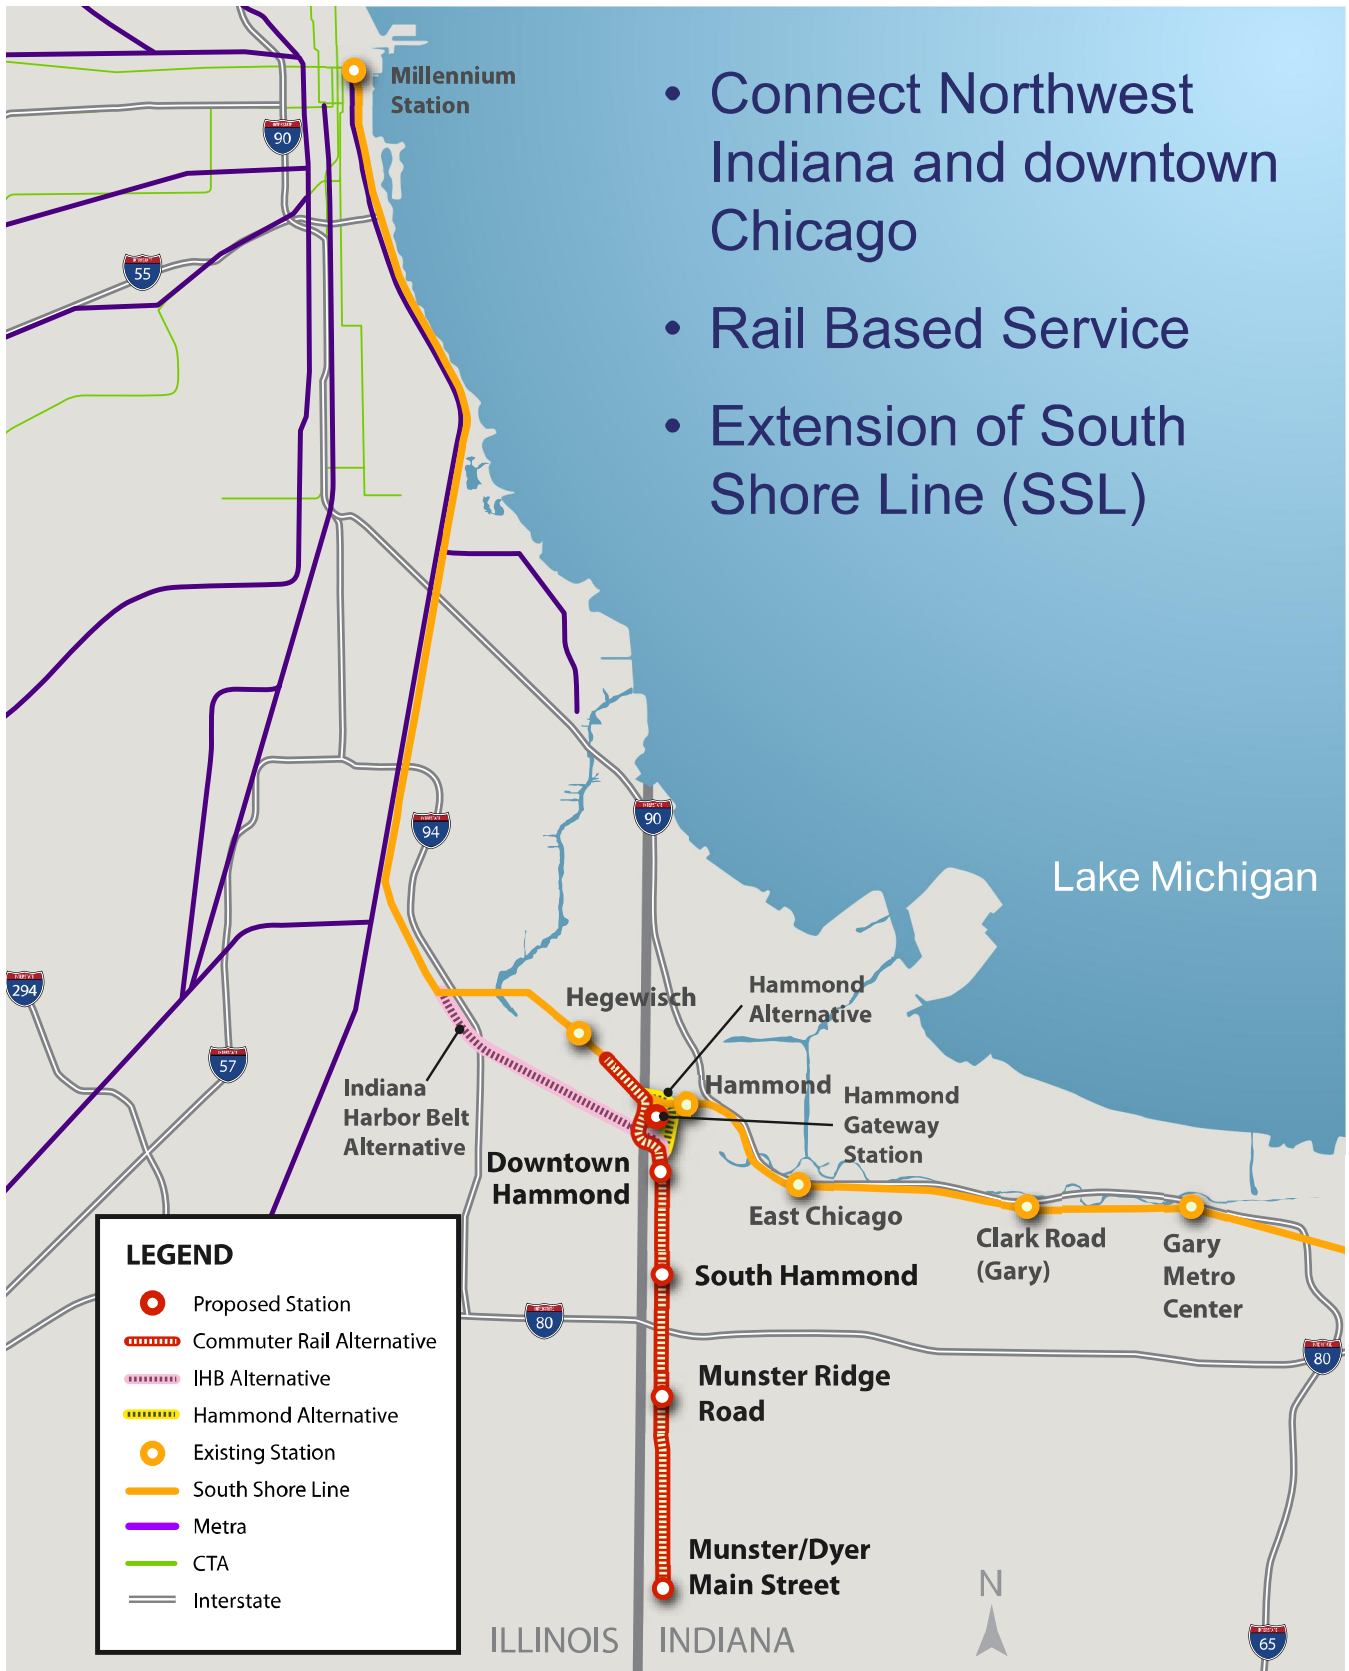 Millennium
Station
• Connect Northwest
Indiana and downtown
Chicago
• Rail Based Service
• Extension of South
Shore Line (SSL)
90
55
94
90
Lake Michigan
294
57
Hegewisch
Hammond
Alternative
Indiana
Harbor Belt
Alternative
Hammond
Hammond
Gateway
Station
Downtown
Hammond
East Chicago
Clark Road
(Gary)
Gary
Metro
Center
South Hammond
80
80
Munster Ridge
Road
Munster/Dyer
Main Street
65
N
ILLINOIS
INDIANA
LEGEND
Proposed Station
Commuter Rail Alternative
IHB Alternative
Hammond Alternative
Existing Station
South Shore Line
Metra
CTA
Interstate